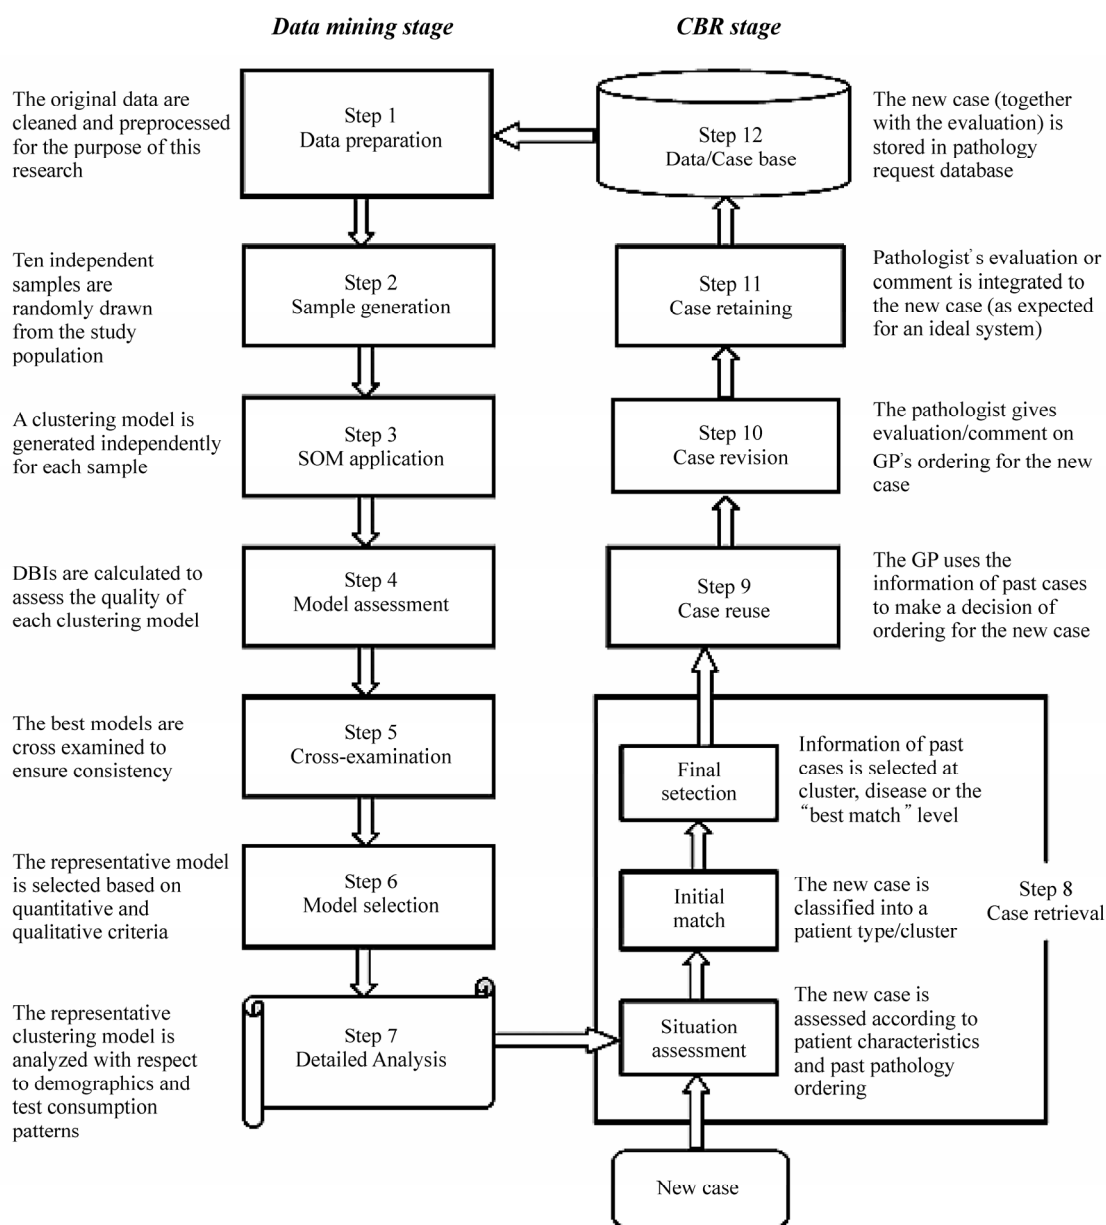 Data mining stage
CBR stage
The original data are
cleaned and preprocessed
for the purpose of this
research
Step 1
Data preparation
Step 12
Data/Case base
The new case (together
with the evaluation) is
stored in pathology
request database
Ten independent
samples are
randomly drawn
from the study
population
Step 2
Sample generation
Step 11
Case retaining
Pathologist's evaluation or
comment is integrated to
the new case (as expected
for an ideal system)
A clustering model is
generated independently
for each sample
Step 3
SOM application
Step 10
Case revision
The pathologist gives
evaluation/comment on
GP's ordering for the new
case
DBIs are calculated to
assess the quality of
each clustering model
Step 4
Model assessment
Step 9
Case reuse
The GP uses the
information of past cases
to make a decision of
ordering for the new case
The best models are
cross examined to
ensure consistency
Step 5
Cross-examination
Final
setection
Information of past
cases is selected at
cluster, disease or the
“best match” level
The representative model
is selected based on
quantitative and
qualitative criteria
Step 6
Model selection
Initial
match
The new case is
classified into a
patient type/cluster
Step 8
Case retrieval
The representative
clustering model is
analyzed with respect
to demographics and
test consumption
patterns
Step 7
Detailed Analysis
Situation
assessment
The new case is
assessed according to
patient characteristics
and past pathology
ordering
New case